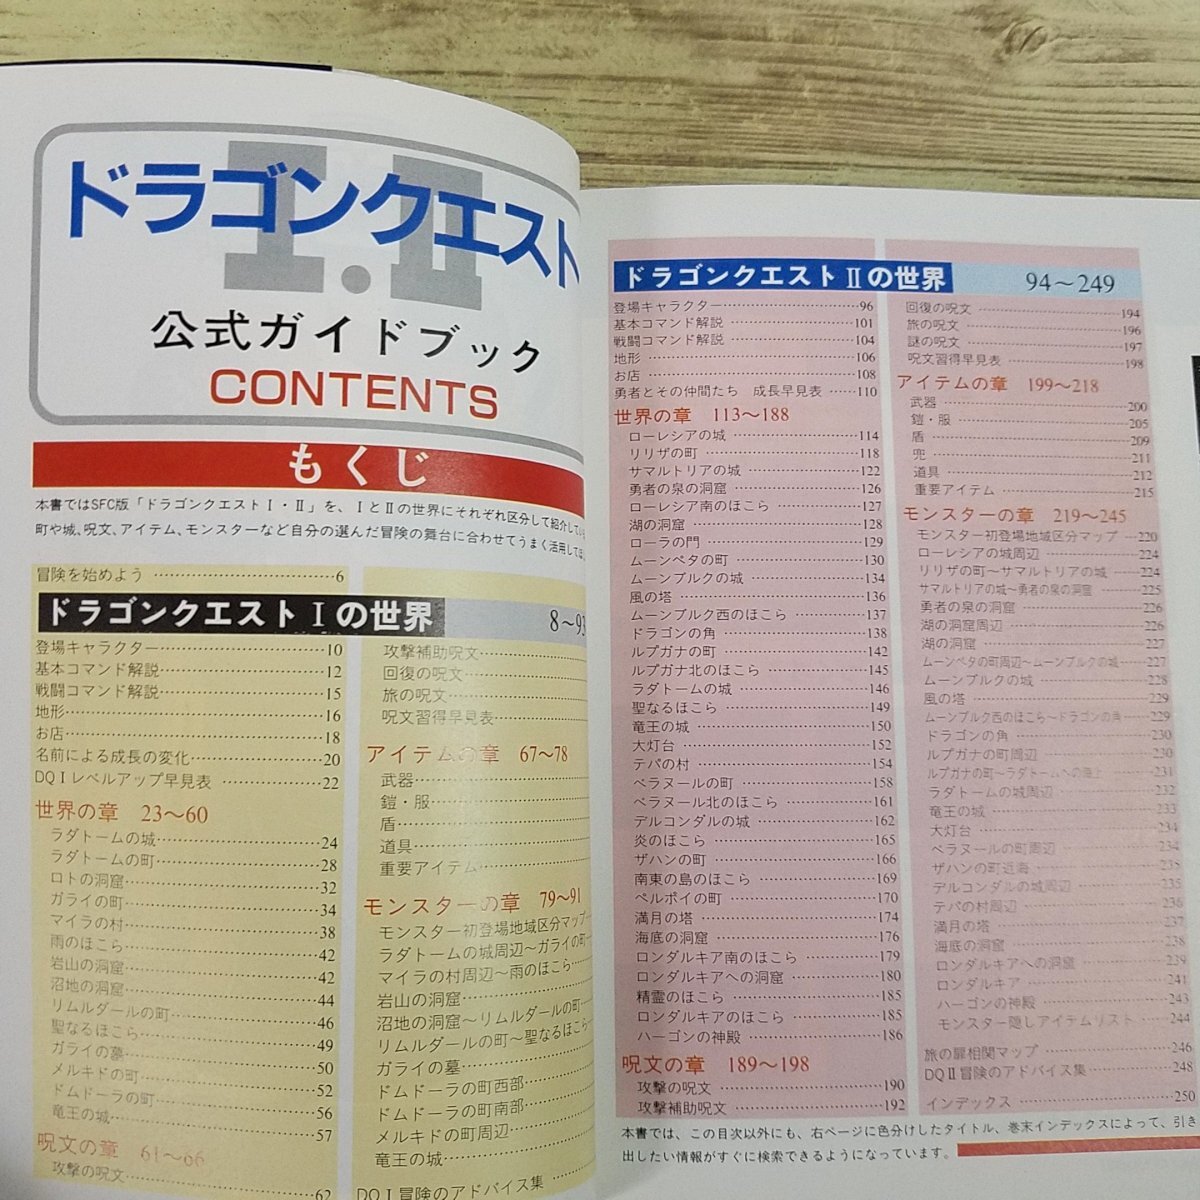 ドラゴンクエスト
I・II
公式ガイドブック
CONTENTS
もくじ
本書ではSFC版「ドラゴンクエストⅠ・Ⅱ」を、ⅠとⅡの世界にそれぞれ区分して紹介してい
町や城、呪文、アイテム、モンスターなど自分の選んだ冒険の舞台に合わせてうまく活用して
冒険を始めよう 6
ドラゴンクエストⅠの世界 8〜93
登場キャラクター 10
基本コマンド解説 12
戦闘コマンド解説 15
地形 16
お店 18
名前による成長の変化 20
DQⅠレベルアップ早見表 22
世界の章 23〜60
ラダトームの城 24
ラダトームの町 28
ロトの洞窟 32
ガライの町 34
マイラの村 38
雨のほこら 42
岩山の洞窟 42
沼地の洞窟 44
リムルダールの町 46
聖なるほこら 49
ガライの墓 50
メルキドの町 52
ドムドーラの町 56
竜王の城 57
呪文の章 61〜66
攻撃の呪文 62
攻撃補助呪文
回復の呪文
旅の呪文
呪文習得早見表
アイテムの章 67〜78
武器
鎧・服
盾
道具
重要アイテム
モンスターの章 79〜91
モンスター初登場地域区分マップ
ラダトームの城周辺〜ガライの町
マイラの村周辺〜雨のほこら
岩山の洞窟
沼地の洞窟〜リムルダールの町
リムルダールの町〜聖なるほこら
ガライの墓
ドムドーラの町西部
ドムドーラの町南部
メルキドの町周辺
竜王の城
DQⅠ冒険のアドバイス集
ドラゴンクエストⅡの世界 94〜249
登場キャラクター 96
基本コマンド解説 101
戦闘コマンド解説 104
地形 106
お店 108
勇者とその仲間たち 成長早見表 110
世界の章 113〜188
ローレシアの城 114
リリザの町 118
サマルトリアの城 122
勇者の泉の洞窟 126
ローレシア南のほこら 127
湖の洞窟 128
ローラの門 129
ムーンペタの町 130
ムーンブルクの城 134
風の塔 136
ムーンブルク西のほこら 137
ドラゴンの角 138
ルプガナの町 142
ルプガナ北のほこら 145
ラダトームの城 146
聖なるほこら 149
竜王の城 150
大灯台 152
テパの村 154
ベラヌールの町 158
ベラヌール北のほこら 161
デルコンダルの城 162
炎のほこら 165
ザハンの町 166
南東の島のほこら 169
ペルポイの町 170
満月の塔 174
海底の洞窟 176
ロンダルキア南のほこら 179
ロンダルキアへの洞窟 180
精霊のほこら 185
ロンダルキアのほこら 185
ハーゴンの神殿 186
呪文の章 189〜198
攻撃の呪文 190
攻撃補助呪文 192
回復の呪文 194
旅の呪文 196
謎の呪文 197
呪文習得早見表 198
アイテムの章 199〜218
武器 200
鎧・服 205
盾 209
兜 211
道具 212
重要アイテム 215
モンスターの章 219〜245
モンスター初登場地域区分マップ 220
ローレシアの城周辺 224
リリザの町〜サマルトリアの城 224
サマルトリアの城〜勇者の泉の洞窟 225
勇者の泉の洞窟 226
湖の洞窟周辺 226
湖の洞窟 227
ムーンペタの町周辺〜ムーンブルクの城 227
ムーンブルクの城 228
風の塔 229
ムーンブルク西のほこら〜ドラゴンの角 229
ドラゴンの角 230
ルプガナの町周辺 230
ルプガナの町〜ラダトームへの海上 231
ラダトームの城周辺 232
竜王の城 233
大灯台 234
ベラヌールの町周辺 234
ザハンの町近海 235
デルコンダルの城周辺 235
テパの村周辺 236
満月の塔 237
海底の洞窟 238
ロンダルキアへの洞窟 239
ロンダルキア 241
ハーゴンの神殿 243
モンスター隠しアイテムリスト 244
旅の扉相関マップ 246
DQⅡ冒険のアドバイス集 248
インデックス 250
本書では、この目次以外にも、右ページに色分けしたタイトル、巻末インデックスによって、引き
出したい情報がすぐに検索できるようになっています。